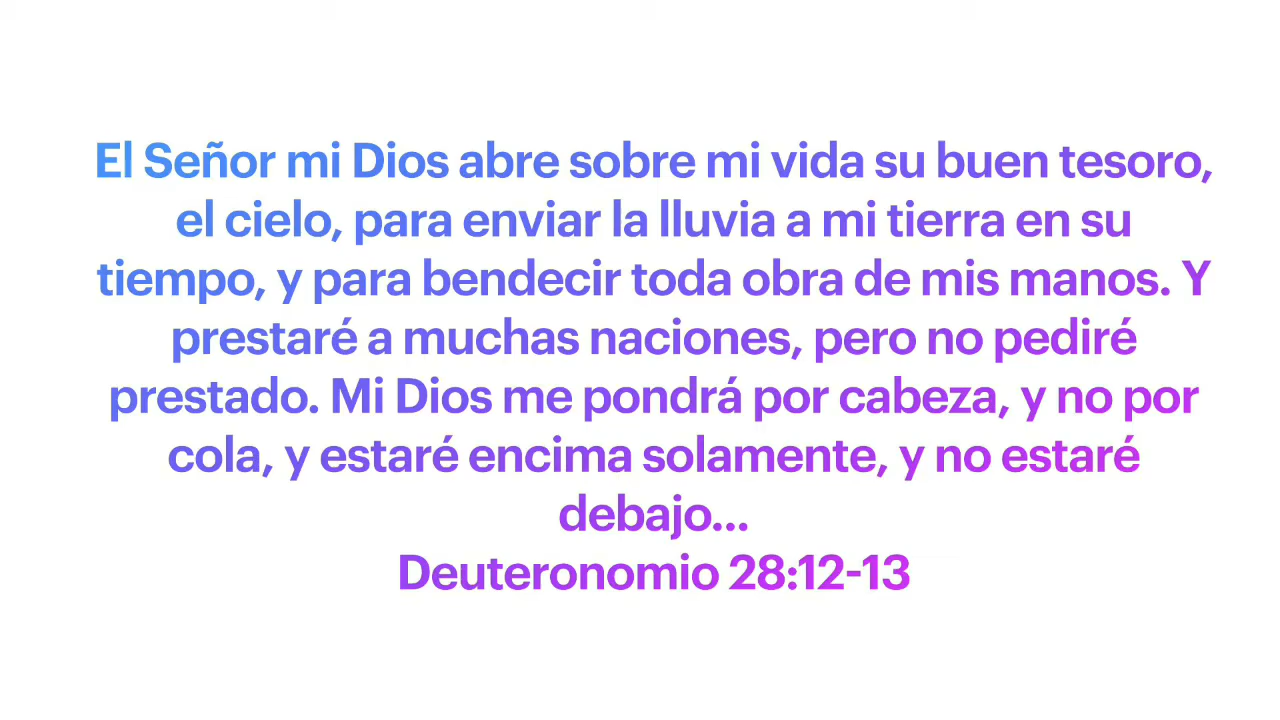 El Señor mi Dios abre sobre mi vida su buen tesoro,
el cielo, para enviar la lluvia a mi tierra en su
tiempo, y para bendecir toda obra de mis manos. Y
prestaré a muchas naciones, pero no pediré
prestado. Mi Dios me pondrá por cabeza, y no por
cola, y estaré encima solamente, y no estaré
debajo...
Deuteronomio 28:12-13